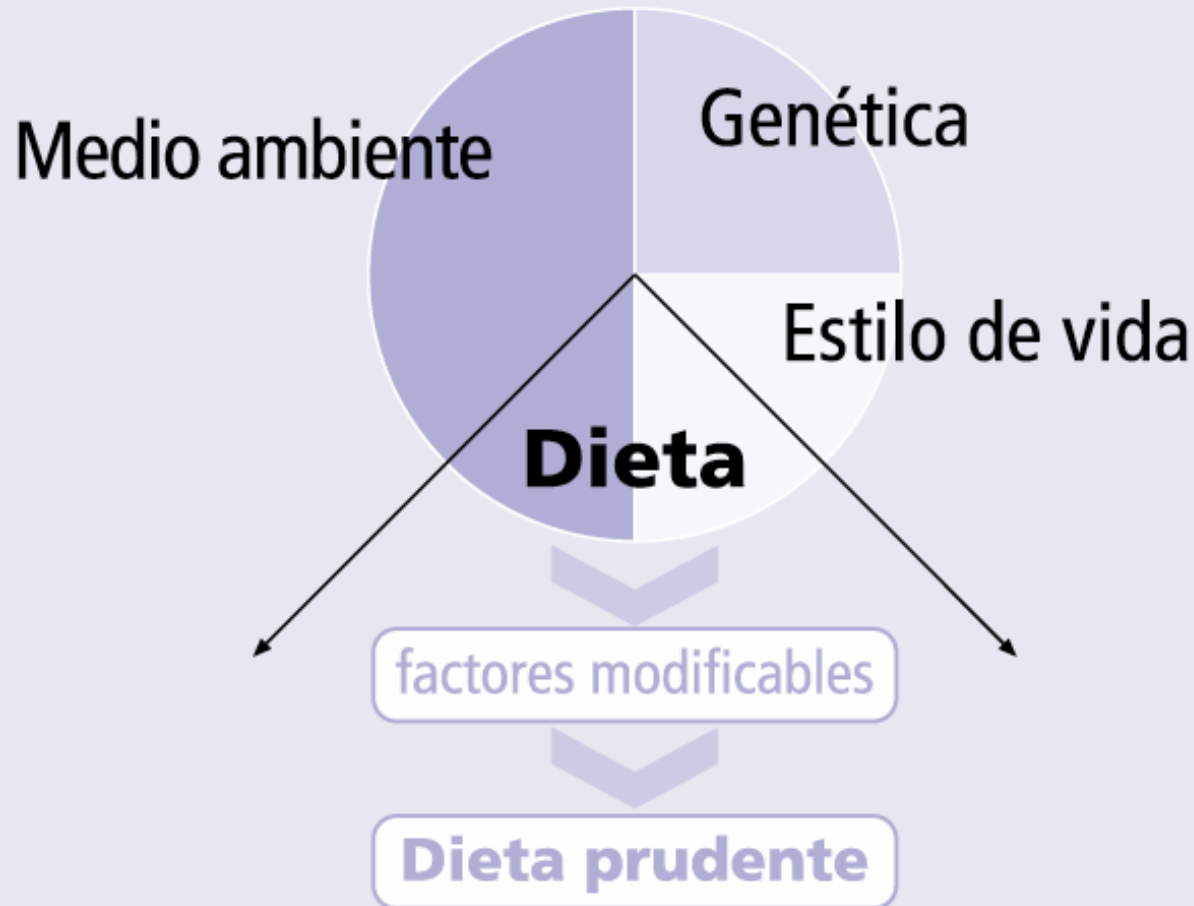 Genética
Medio ambiente
Estilo de vida
Dieta
factores modificables
Dieta prudente